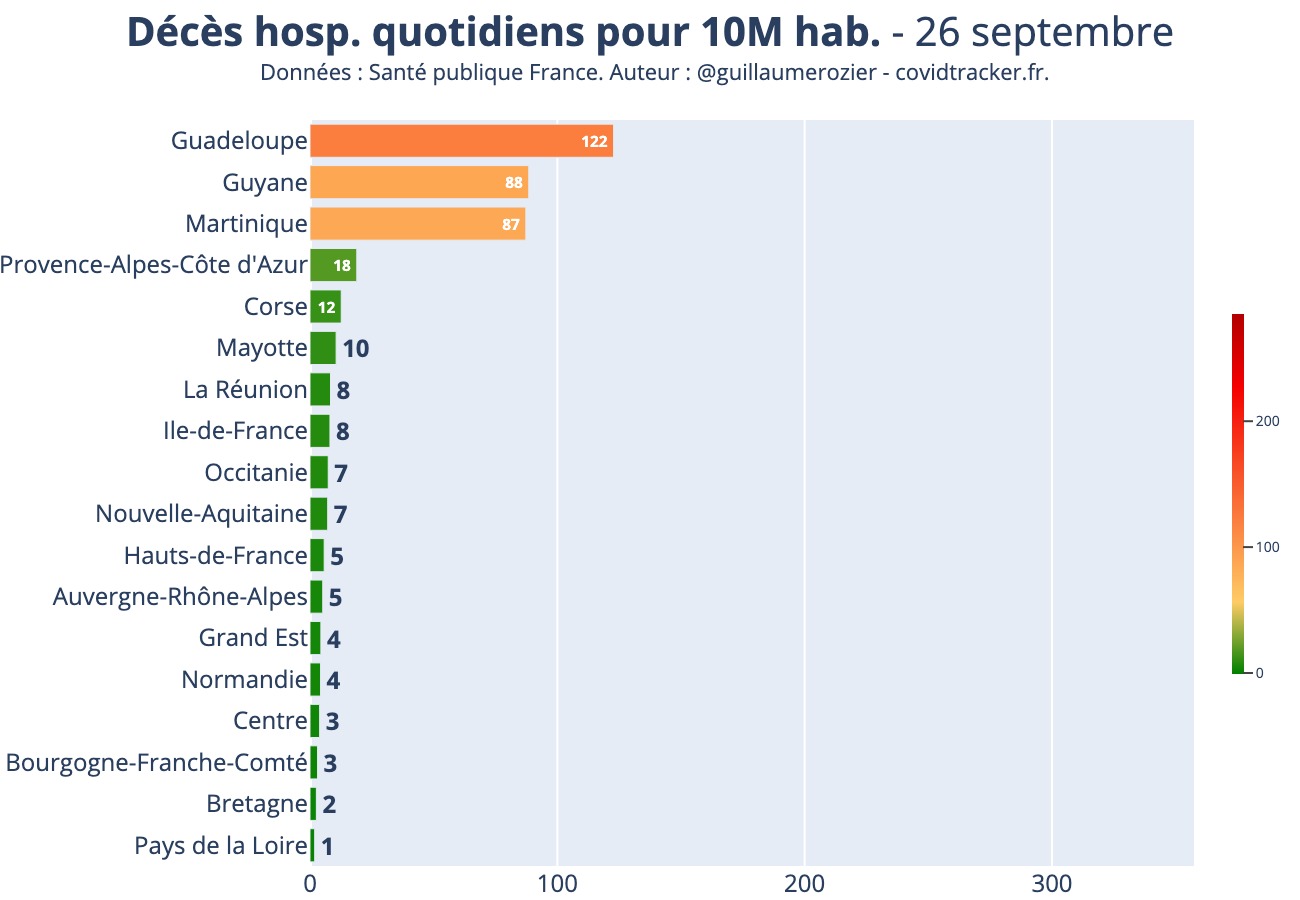 Décès hosp. quotidiens pour 10M hab. - 26 septembre
Données : Santé publique France. Auteur : @guillaumerozier - covidtracker.fr.
Guadeloupe 122
Guyane 88
Martinique 87
Provence-Alpes-Côte d'Azur 18
Corse 12
Mayotte 10
La Réunion 8
Ile-de-France 8
Occitanie 7
Nouvelle-Aquitaine 7
Hauts-de-France 5
Auvergne-Rhône-Alpes 5
Grand Est 4
Normandie 4
Centre 3
Bourgogne-Franche-Comté 3
Bretagne 2
Pays de la Loire 1
0 100 200 300
200
100
0